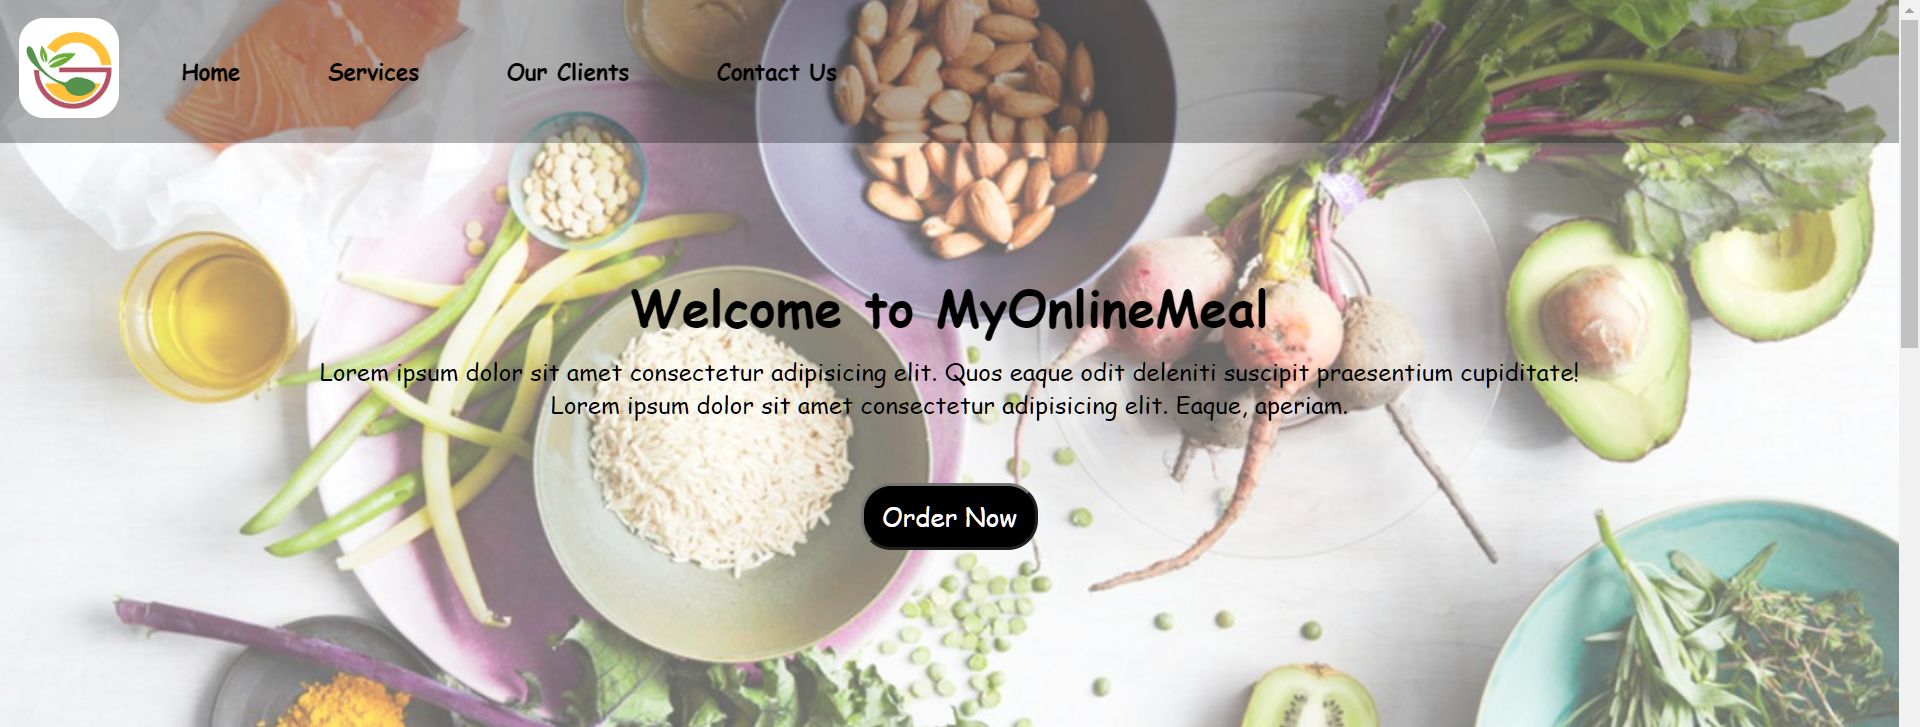 Home Services Our Clients Contact Us
Welcome to MyOnlineMeal
Lorem ipsum dolor sit amet consectetur adipisicing elit. Quos eaque odit deleniti suscipit praesentium cupiditate!
Lorem ipsum dolor sit amet consectetur adipisicing elit. Eaque, aperiam.
Order Now